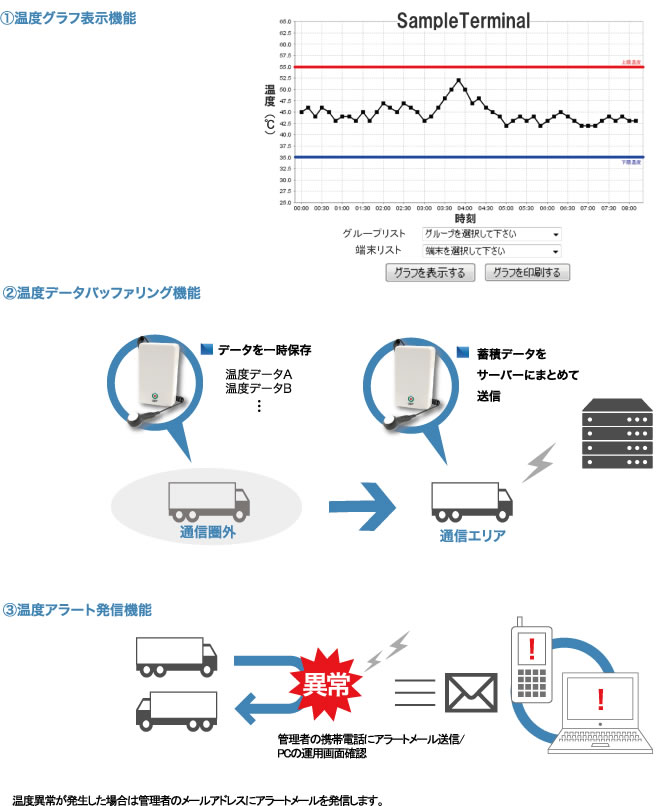 ①温度グラフ表示機能
SampleTerminal
温度（℃）
65.0
62.5
60.0
57.5
55.0
52.5
50.0
47.5
45.0
42.5
40.0
37.5
35.0
32.5
30.0
27.5
25.0
上限温度
下限温度
00:00 00:30 01:00 01:30 02:00 02:30 03:00 03:30 04:00 04:30 05:00 05:30 06:00 06:30 07:00 07:30 08:00
時刻
グループリスト グループを選択して下さい
端末リスト 端末を選択して下さい
グラフを表示する グラフを印刷する
②温度データバッファリング機能
データを一時保存
温度データA
温度データB
⋮
蓄積データを
サーバーにまとめて
送信
通信圏外
通信エリア
③温度アラート発信機能
異常
!
!
管理者の携帯電話にアラートメール送信/
PCの運用画面確認
温度異常が発生した場合は管理者のメールアドレスにアラートメールを発信します。